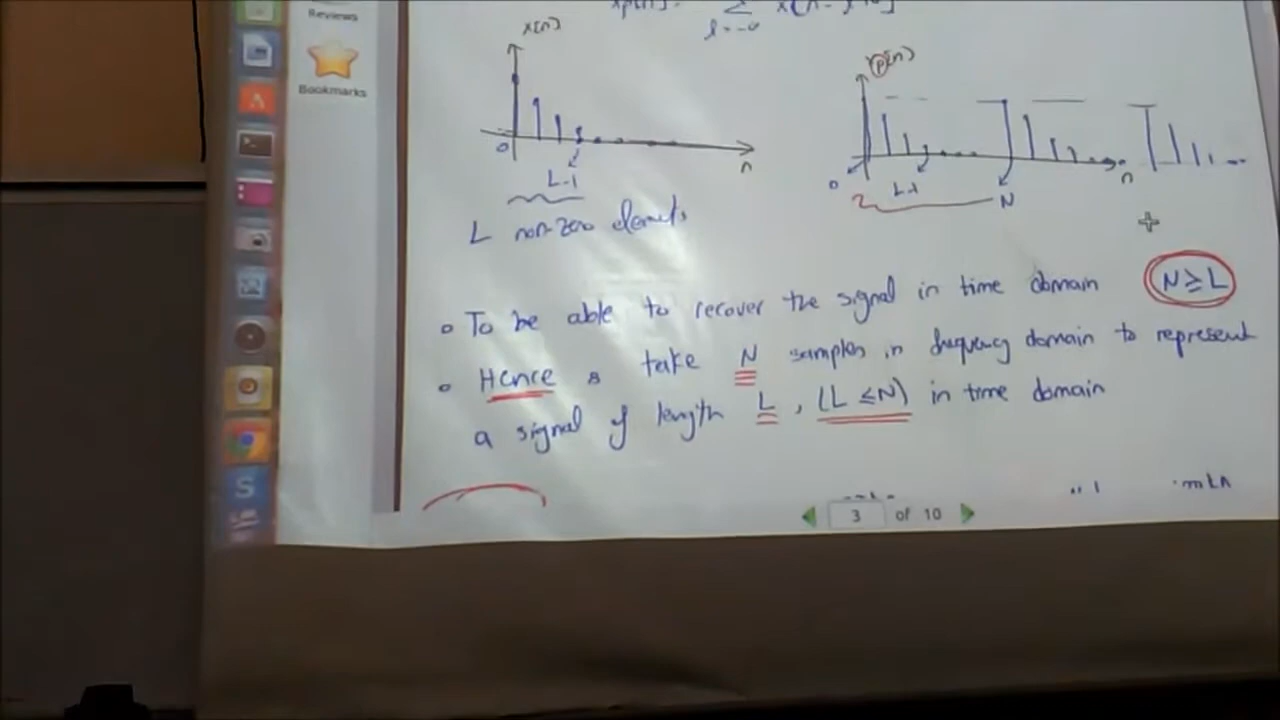 Reviews
Bookmarks
x[n]
0
L-1
n
L non-zero elements
p[n]
0
L-1
N
n
• To be able to recover the signal in time domain N ≥ L
• Hence take N samples in frequency domain to represent
a signal of length L, (L ≤ N) in time domain
3 of 10